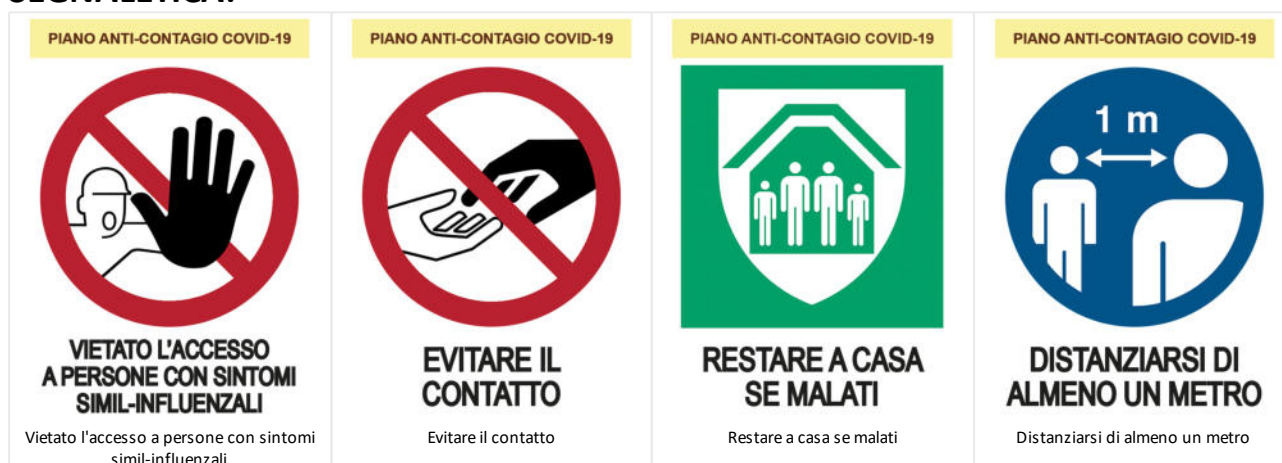 SEGNALETICA:
PIANO ANTI-CONTAGIO COVID-19
VIETATO L'ACCESSO
A PERSONE CON SINTOMI
SIMIL-INFLUENZALI
Vietato l'accesso a persone con sintomi
simil-influenzali
PIANO ANTI-CONTAGIO COVID-19
EVITARE IL
CONTATTO
Evitare il contatto
PIANO ANTI-CONTAGIO COVID-19
RESTARE A CASA
SE MALATI
Restare a casa se malati
PIANO ANTI-CONTAGIO COVID-19
1 m
DISTANZIARSI DI
ALMENO UN METRO
Distanziarsi di almeno un metro